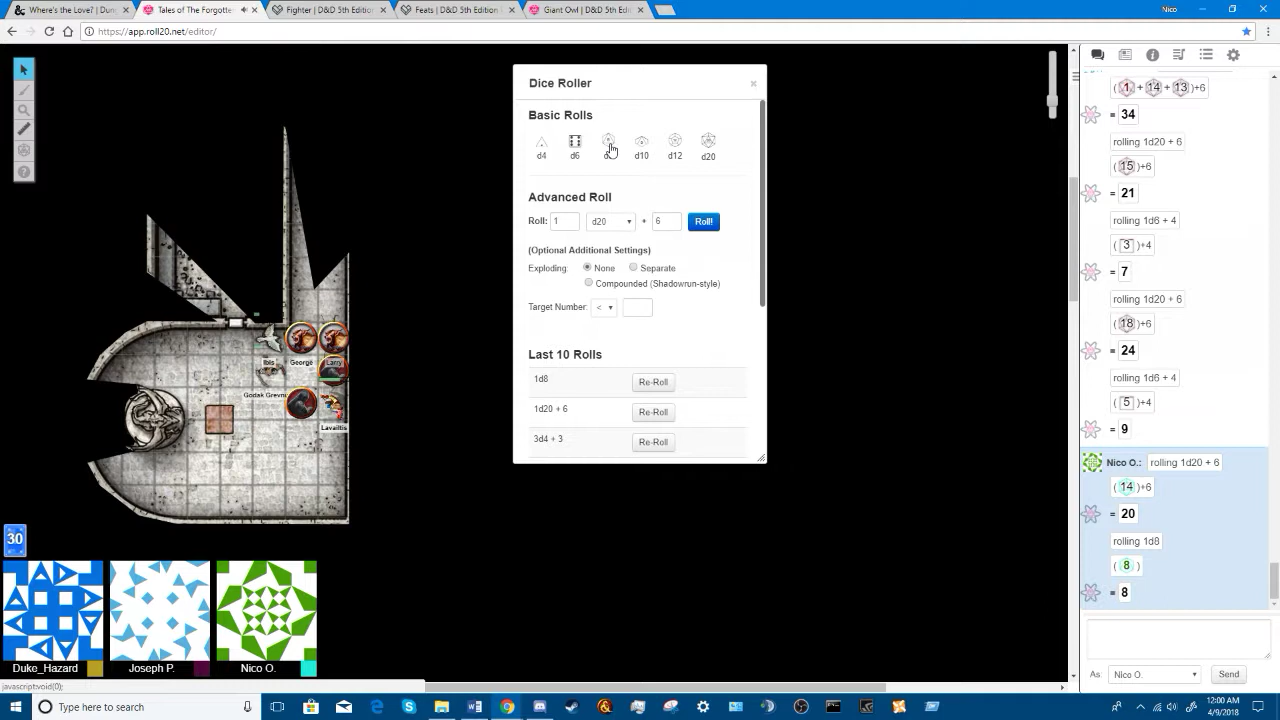 Where's the Love? | Dun
Tales of The Forgotte
Fighter | D&D 5th Edition
Feats | D&D 5th Edition
Giant Owl | D&D 5th Edi
Nico
https://app.roll20.net/editor/
Dice Roller
Basic Rolls
d4
d6
d10
d12
d20
Advanced Roll
Roll: 1 d20 + 6 Roll!
(Optional Additional Settings)
Exploding: None Separate
Compounded (Shadowrun-style)
Target Number: <
Last 10 Rolls
1d8 Re-Roll
1d20 + 6 Re-Roll
3d4 + 3 Re-Roll
Ibis
George
Larry
Godak Grevnu
Lavailtis
30
Duke_Hazard
Joseph P.
Nico O.
javascript:void(0);
(1 + 14 + 13)+6
= 34
rolling 1d20 + 6
(15)+6
= 21
rolling 1d6 + 4
(3)+4
= 7
rolling 1d20 + 6
(18)+6
= 24
rolling 1d6 + 4
(5)+4
= 9
Nico O.: rolling 1d20 + 6
(14)+6
= 20
rolling 1d8
(8)
= 8
As: Nico O. Send
Type here to search
12:00 AM
4/9/2018